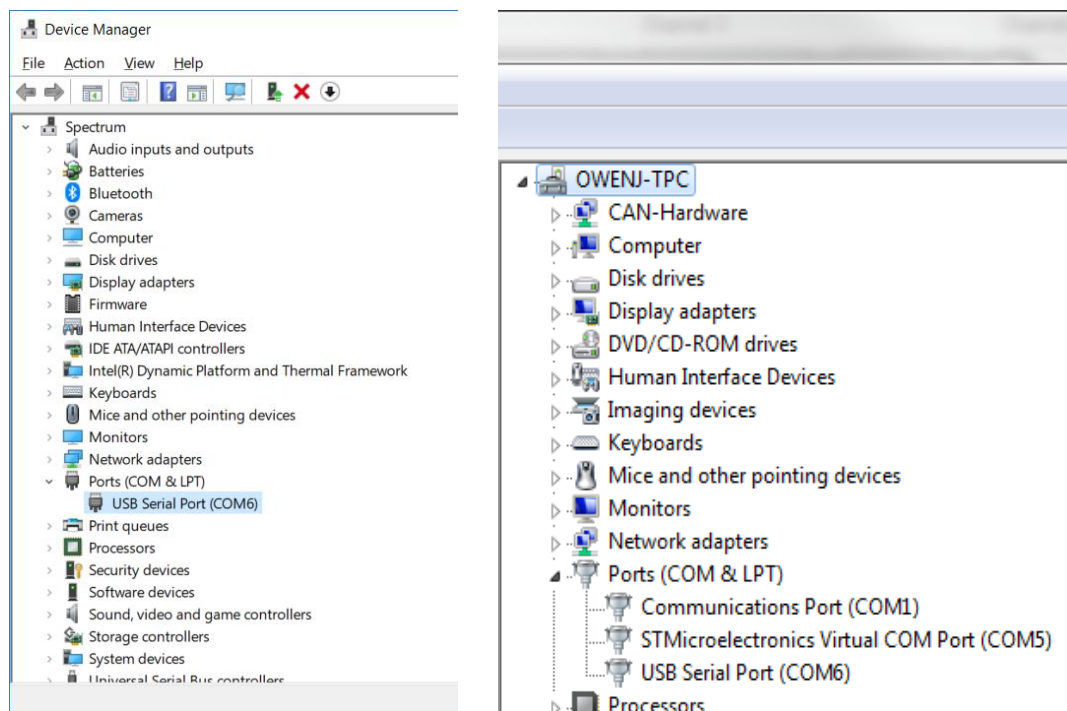 Device Manager
File Action View Help
Spectrum
Audio inputs and outputs
Batteries
Bluetooth
Cameras
Computer
Disk drives
Display adapters
Firmware
Human Interface Devices
IDE ATA/ATAPI controllers
Intel(R) Dynamic Platform and Thermal Framework
Keyboards
Mice and other pointing devices
Monitors
Network adapters
Ports (COM & LPT)
USB Serial Port (COM6)
Print queues
Processors
Security devices
Software devices
Sound, video and game controllers
Storage controllers
System devices
Universal Serial Bus controllers
OWENJ-TPC
CAN-Hardware
Computer
Disk drives
Display adapters
DVD/CD-ROM drives
Human Interface Devices
Imaging devices
Keyboards
Mice and other pointing devices
Monitors
Network adapters
Ports (COM & LPT)
Communications Port (COM1)
STMicroelectronics Virtual COM Port (COM5)
USB Serial Port (COM6)
Processors